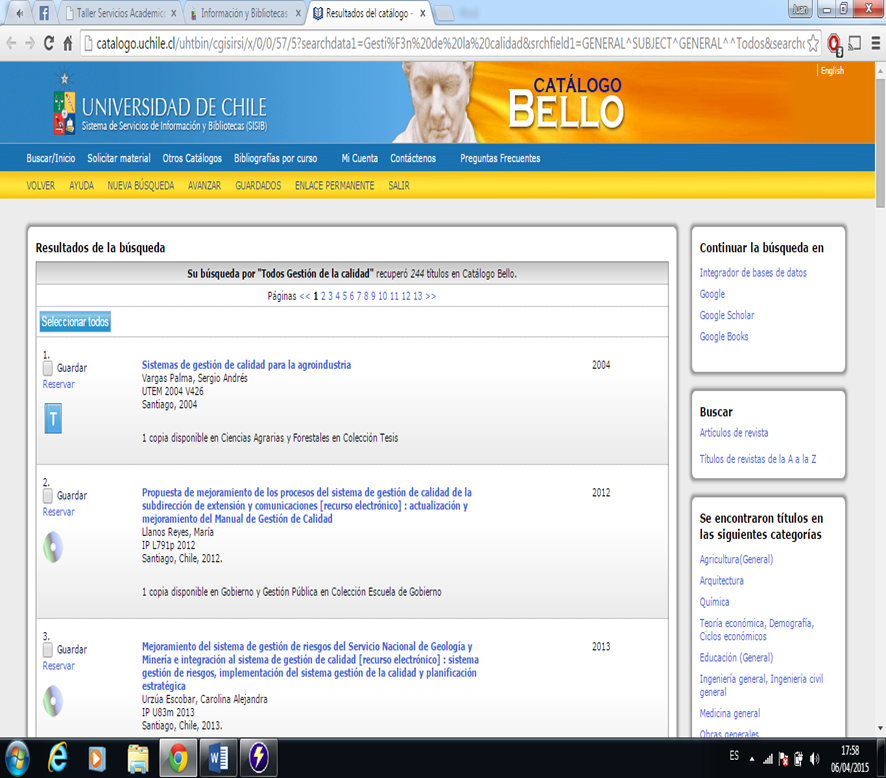 Taller Servicios Academic
Información y Bibliotecas
Resultados del catálogo -
Juan
catalogo.uchile.cl/uhtbin/cgisirsi/x/0/0/57/5?searchdata1=Gesti%F3n%20de%20la%20calidad&srchfield1=GENERAL^SUBJECT^GENERAL^^Todos&searcho
English
UNIVERSIDAD DE CHILE
Sistema de Servicios de Información y Bibliotecas (SISIB)
CATÁLOGO
BELLO
Buscar/Inicio Solicitar material Otros Catálogos Bibliografías por curso Mi Cuenta Contáctenos Preguntas Frecuentes
VOLVER AYUDA NUEVA BÚSQUEDA AVANZAR GUARDADOS ENLACE PERMANENTE SALIR
Resultados de la búsqueda
Su búsqueda por "Todos Gestión de la calidad" recuperó 244 títulos en Catálogo Bello.
Páginas << 1 2 3 4 5 6 7 8 9 10 11 12 13 >>
Seleccionar todos
1.
Guardar
Reservar
T
Sistemas de gestión de calidad para la agroindustria
2004
Vargas Palma, Sergio Andrés
UTEM 2004 V426
Santiago, 2004
1 copia disponible en Ciencias Agrarias y Forestales en Colección Tesis
2.
Guardar
Reservar
Propuesta de mejoramiento de los procesos del sistema de gestión de calidad de la
2012
subdirección de extensión y comunicaciones [recurso electrónico] : actualización y
mejoramiento del Manual de Gestión de Calidad
Llanos Reyes, María
IP L791p 2012
Santiago, Chile, 2012.
1 copia disponible en Gobierno y Gestión Pública en Colección Escuela de Gobierno
3.
Guardar
Reservar
Mejoramiento del sistema de gestión de riesgos del Servicio Nacional de Geología y
2013
Minería e integración al sistema de gestión de calidad [recurso electrónico] : sistema
gestión de riesgos, implementación del sistema gestión de la calidad y planificación
estratégica
Urzúa Escobar, Carolina Alejandra
IP U83m 2013
Santiago, Chile, 2013.
Continuar la búsqueda en
Integrador de bases de datos
Google
Google Scholar
Google Books
Buscar
Artículos de revista
Títulos de revistas de la A a la Z
Se encontraron títulos en
las siguientes categorías
Agricultura(General)
Arquitectura
Química
Teoría económica, Demografía,
Ciclos económicos
Educación (General)
Ingeniería general, Ingeniería civil
general
Medicina general
Obras generales
ES
17:58
06/04/2015